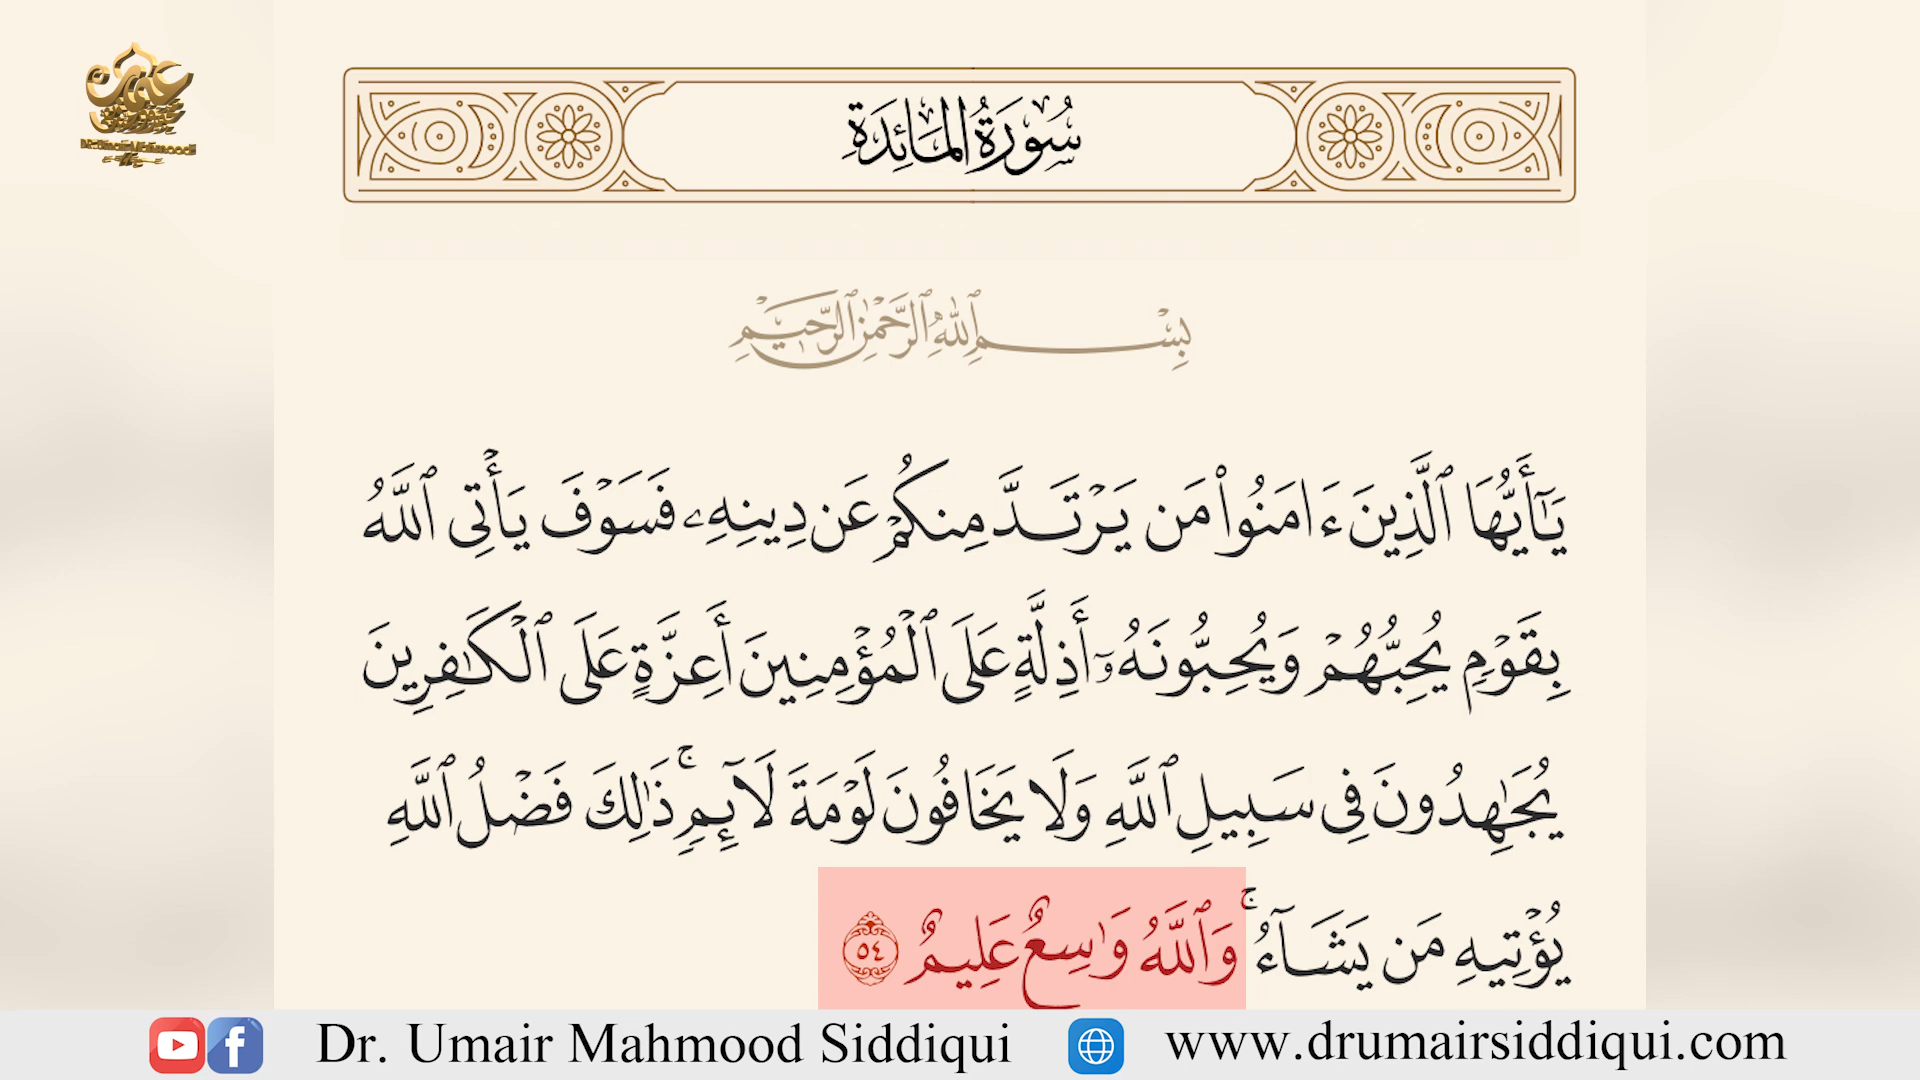 سُورَةُ المَائِدَة
بِسْمِ ٱللَّهِ ٱلرَّحْمَٰنِ ٱلرَّحِيمِ
يَٰٓأَيُّهَا ٱلَّذِينَ ءَامَنُوا۟ مَن يَرْتَدَّ مِنكُمْ عَن دِينِهِۦ فَسَوْفَ يَأْتِى ٱللَّهُ
بِقَوْمٍ يُحِبُّهُمْ وَيُحِبُّونَهُۥٓ أَذِلَّةٍ عَلَى ٱلْمُؤْمِنِينَ أَعِزَّةٍ عَلَى ٱلْكَٰفِرِينَ
يُجَٰهِدُونَ فِى سَبِيلِ ٱللَّهِ وَلَا يَخَافُونَ لَوْمَةَ لَآئِمٍ ۚ ذَٰلِكَ فَضْلُ ٱللَّهِ
يُؤْتِيهِ مَن يَشَآءُ ۚ وَٱللَّهُ وَٰسِعٌ عَلِيمٌ ٥٤
Dr. Umair Mahmood Siddiqui www.drumairsiddiqui.com